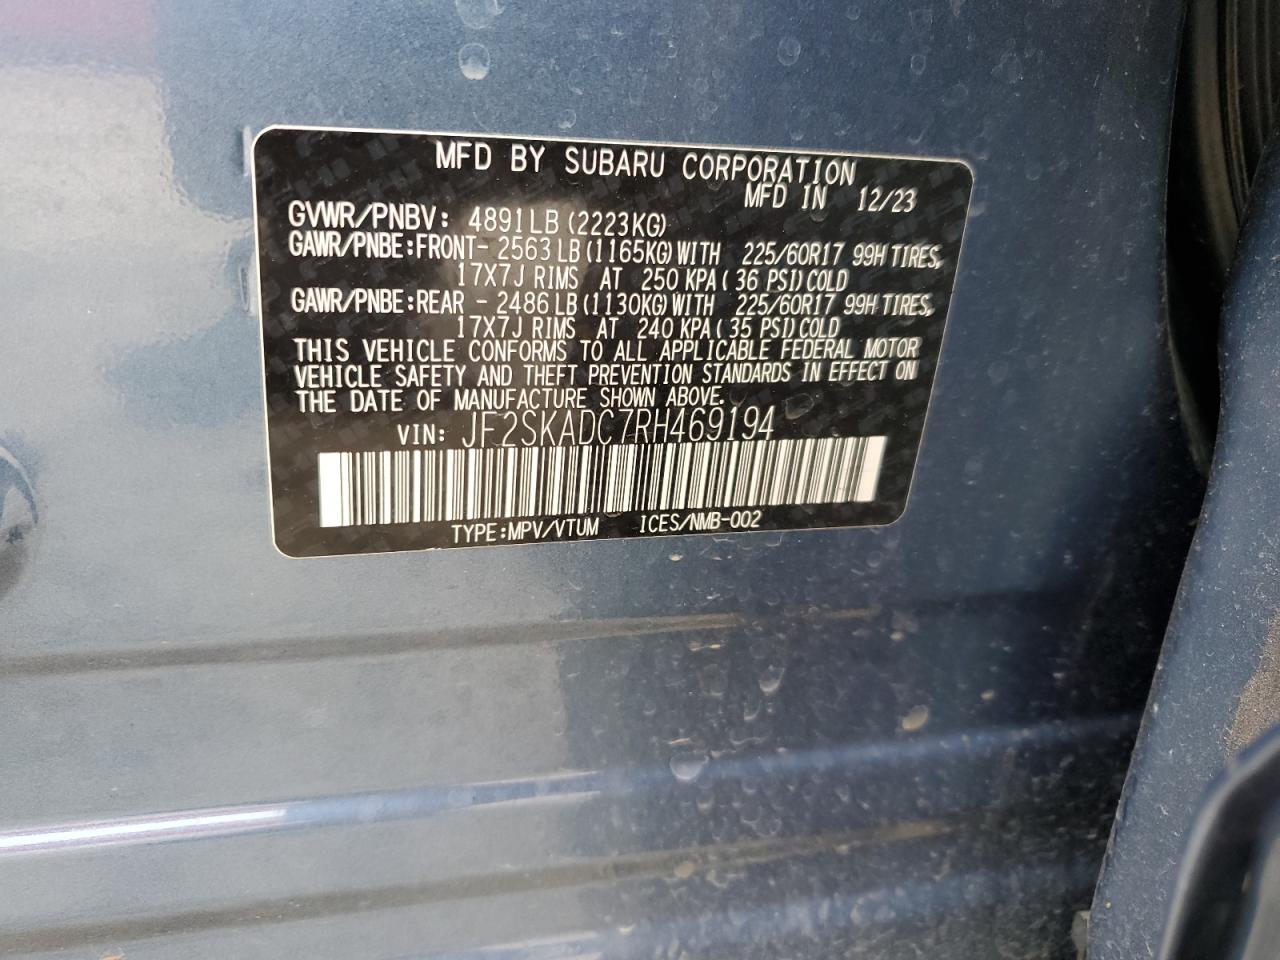 MFD BY SUBARU CORPORATION
MFD IN 12/23
GVWR/PNBV: 4891LB (2223KG)
GAWR/PNBE:FRONT- 2563LB (1165KG) WITH 225/60R17 99H TIRES,
17X7J RIMS AT 250 KPA( 36 PSI)COLD
GAWR/PNBE:REAR - 2486LB (1130KG) WITH 225/60R17 99H TIRES,
17X7J RIMS AT 240 KPA( 35 PSI)COLD
THIS VEHICLE CONFORMS TO ALL APPLICABLE FEDERAL MOTOR
VEHICLE SAFETY AND THEFT PREVENTION STANDARDS IN EFFECT ON
THE DATE OF MANUFACTURE SHOWN ABOVE.
VIN: JF2SKADC7RH469194
TYPE:MPV/VTUM ICES/NMB-002